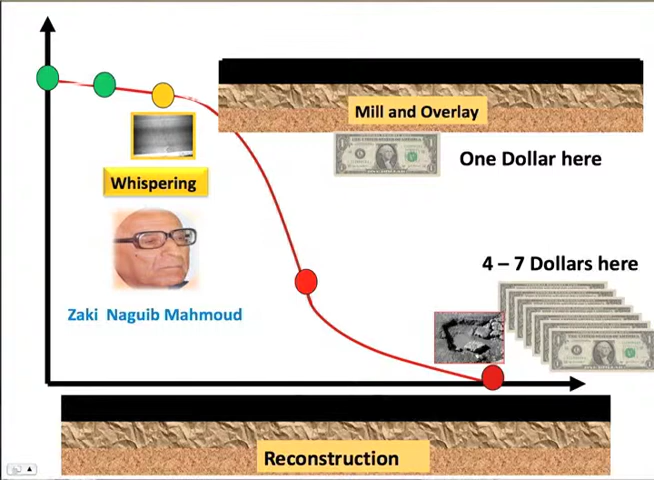 Mill and Overlay
One Dollar here
Whispering
4 – 7 Dollars here
Zaki Naguib Mahmoud
Reconstruction